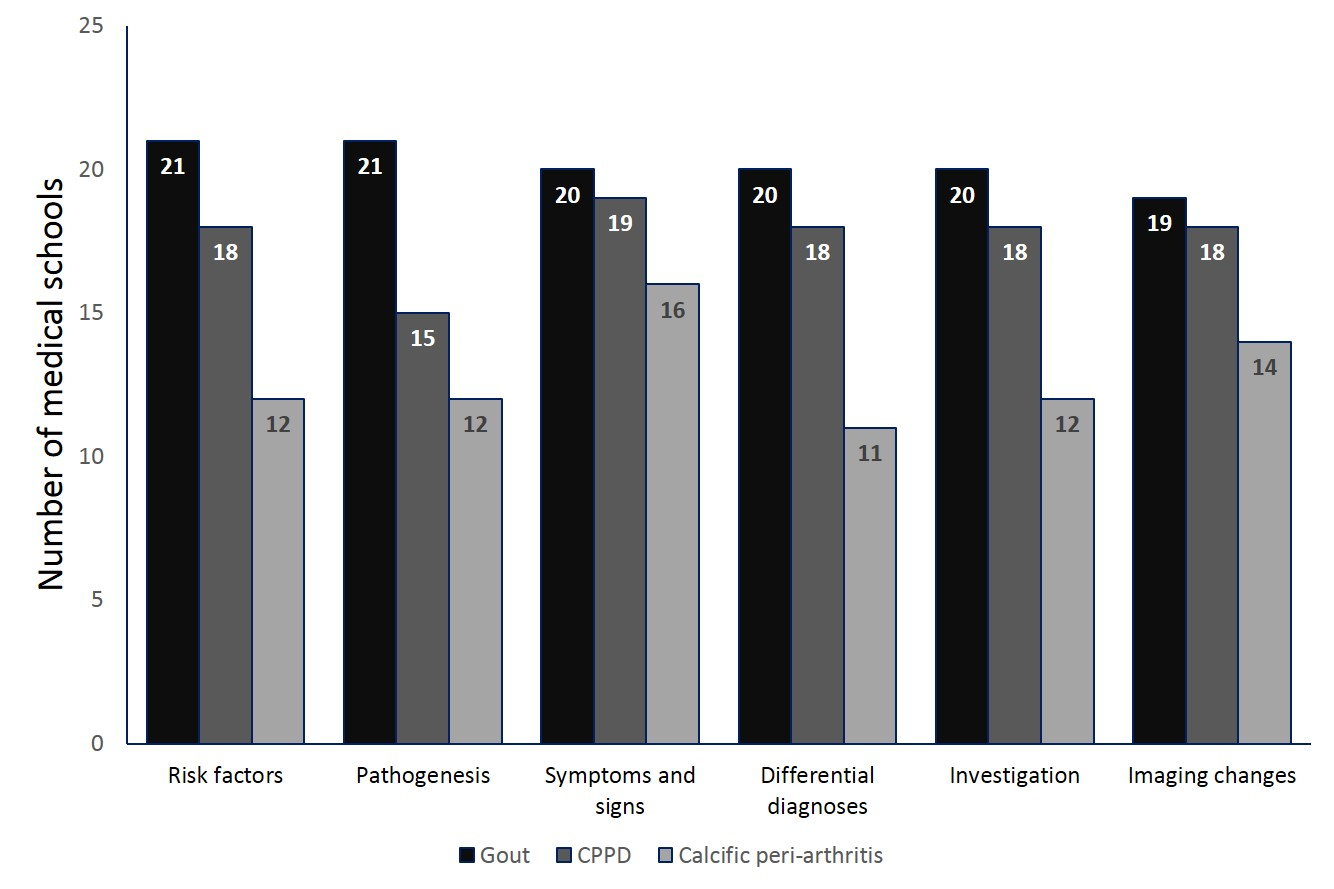 25
20
15
10
5
0
Number of medical schools
21
18
12
21
15
12
20
19
16
20
18
11
20
18
12
19
18
14
Risk factors
Pathogenesis
Symptoms and
signs
Differential
diagnoses
Investigation
Imaging changes
Gout
CPPD
Calcific peri-arthritis